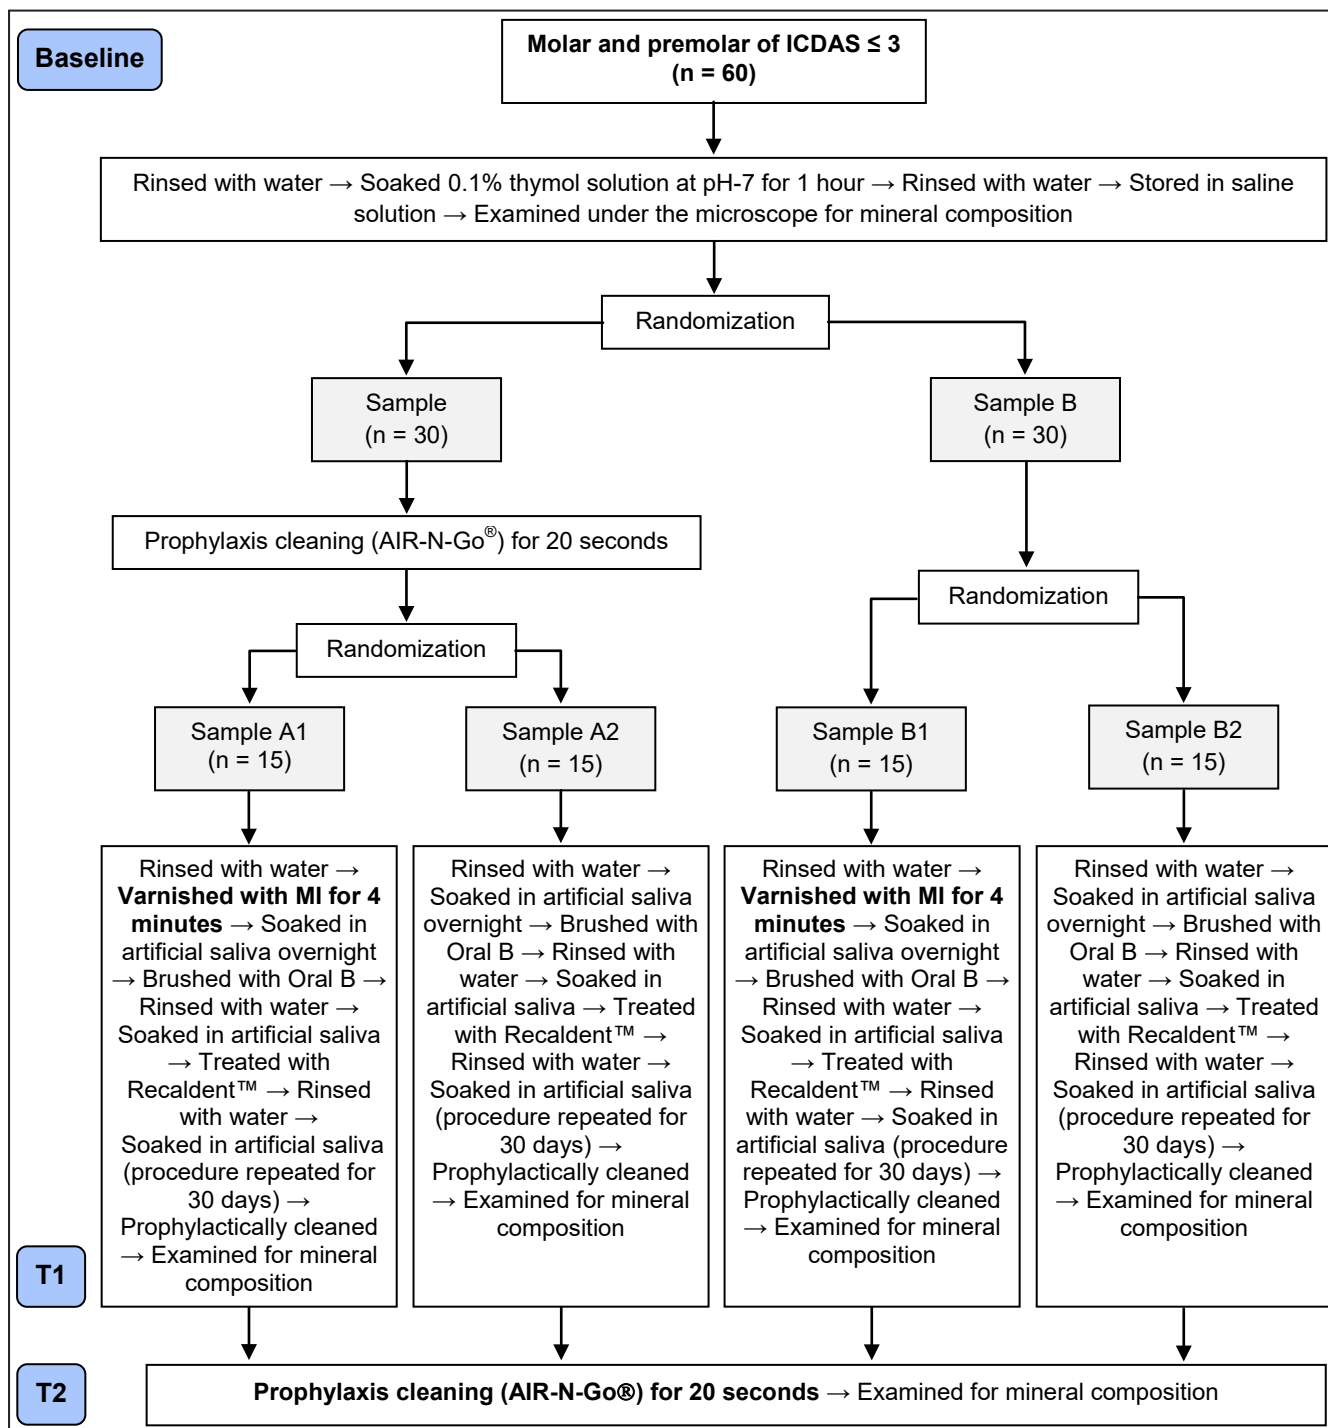 Baseline
Molar and premolar of ICDAS ≤ 3
(n = 60)
Rinsed with water → Soaked 0.1% thymol solution at pH-7 for 1 hour → Rinsed with water → Stored in saline
solution → Examined under the microscope for mineral composition
Randomization
Sample
(n = 30)
Sample B
(n = 30)
Prophylaxis cleaning (AIR-N-Go®) for 20 seconds
Randomization
Randomization
Sample A1
(n = 15)
Sample A2
(n = 15)
Sample B1
(n = 15)
Sample B2
(n = 15)
Rinsed with water →
Varnished with MI for 4
minutes → Soaked in
artificial saliva overnight
→ Brushed with Oral B →
Rinsed with water →
Soaked in artificial saliva
→ Treated with
Recaldent™ → Rinsed
with water →
Soaked in artificial saliva
(procedure repeated for
30 days) →
Prophylactically cleaned
→ Examined for mineral
composition
Rinsed with water →
Soaked in artificial saliva
overnight → Brushed with
Oral B → Rinsed with
water → Soaked in
artificial saliva → Treated
with Recaldent™ →
Rinsed with water →
Soaked in artificial saliva
(procedure repeated for
30 days) →
Prophylactically cleaned
→ Examined for mineral
composition
Rinsed with water →
Varnished with MI for 4
minutes → Soaked in
artificial saliva overnight
→ Brushed with Oral B →
Rinsed with water →
Soaked in artificial saliva
→ Treated with
Recaldent™ → Rinsed
with water → Soaked in
artificial saliva (procedure
repeated for 30 days) →
Prophylactically cleaned
→ Examined for mineral
composition
Rinsed with water →
Soaked in artificial saliva
overnight → Brushed with
Oral B → Rinsed with
water → Soaked in
artificial saliva → Treated
with Recaldent™ →
Rinsed with water →
Soaked in artificial saliva
(procedure repeated for
30 days) →
Prophylactically cleaned
→ Examined for mineral
composition
T1
T2
Prophylaxis cleaning (AIR-N-Go®) for 20 seconds → Examined for mineral composition